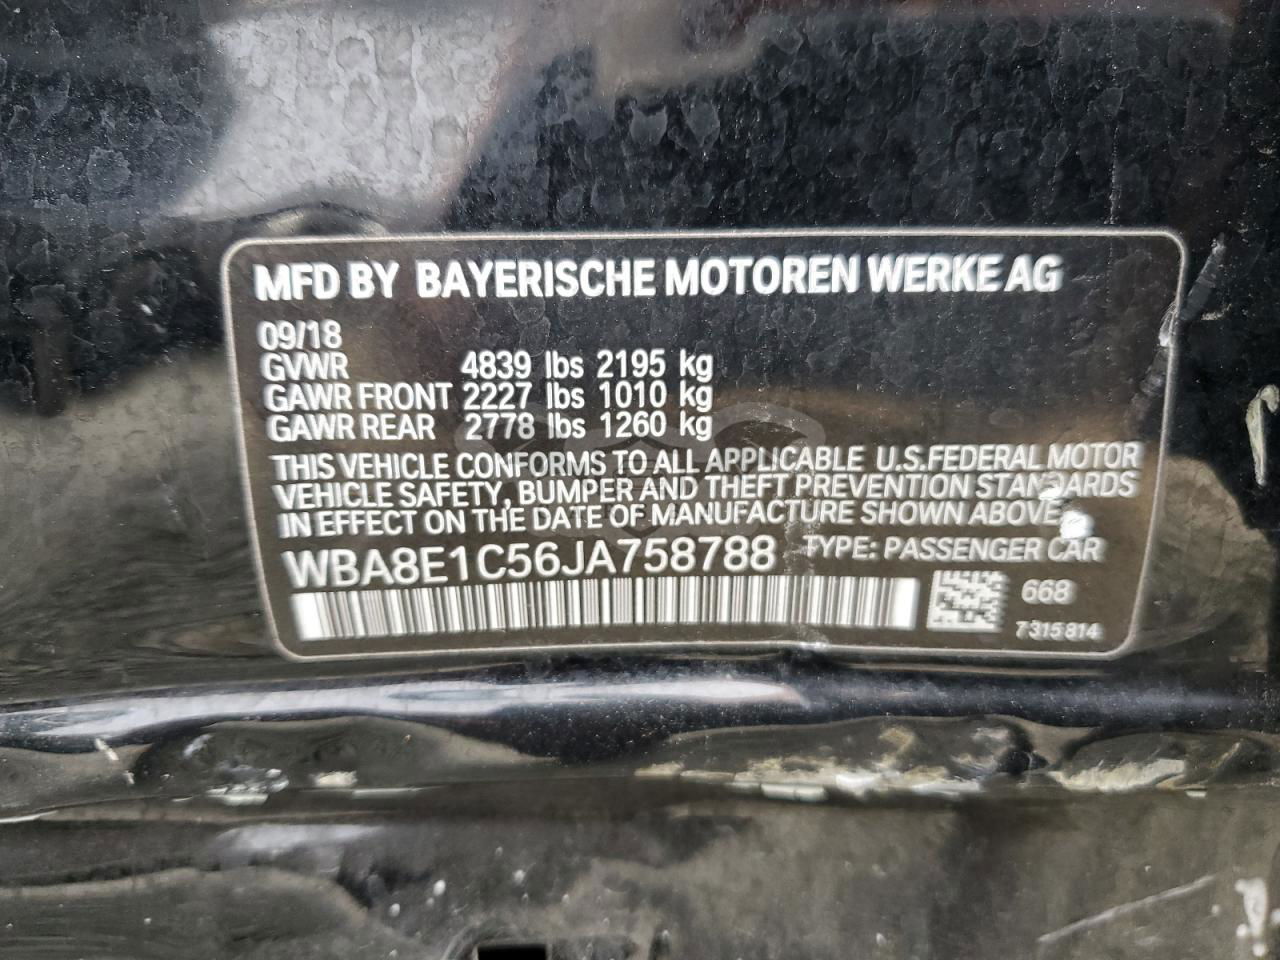 MFD BY BAYERISCHE MOTOREN WERKE AG
09/18
GVWR 4839 lbs 2195 kg
GAWR FRONT 2227 lbs 1010 kg
GAWR REAR 2778 lbs 1260 kg
THIS VEHICLE CONFORMS TO ALL APPLICABLE U.S.FEDERAL MOTOR
VEHICLE SAFETY, BUMPER AND THEFT PREVENTION STANDARDS
IN EFFECT ON THE DATE OF MANUFACTURE SHOWN ABOVE
WBA8E1C56JA758788 TYPE: PASSENGER CAR
668
7315814